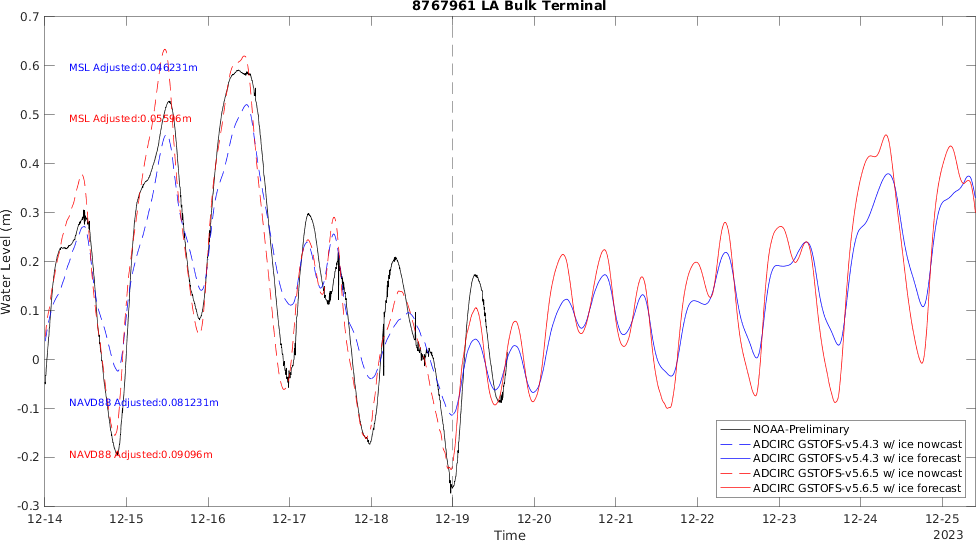 8767961 LA Bulk Terminal
0.7
0.6
0.5
0.4
0.3
0.2
0.1
0
-0.1
-0.2
-0.3
Water Level (m)
MSL Adjusted:0.046231m
MSL Adjusted:0.05596m
NAVD88 Adjusted:0.081231m
NAVD88 Adjusted:0.09096m
NOAA-Preliminary
ADCIRC GSTOFS-v5.4.3 w/ ice nowcast
ADCIRC GSTOFS-v5.4.3 w/ ice forecast
ADCIRC GSTOFS-v5.6.5 w/ ice nowcast
ADCIRC GSTOFS-v5.6.5 w/ ice forecast
12-14 12-15 12-16 12-17 12-18 12-19 12-20 12-21 12-22 12-23 12-24 12-25
2023
Time